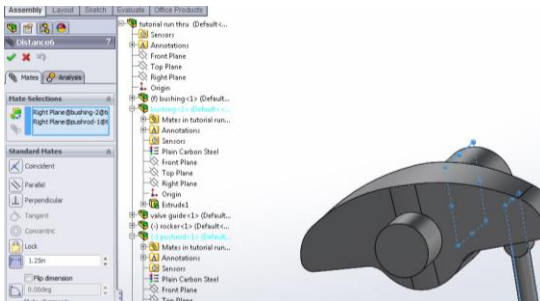 Assembly Layout Sketch Evaluate Office Products
Distance6 ?
Mates Analysis
Mate Selections
Right Plane@bushing-2@t
Right Plane@pushrod-1@t
Standard Mates
Coincident
Parallel
Perpendicular
Tangent
Concentric
Lock
1.25in
Flip dimension
0.00deg
tutorial run thru (Default<...
Sensors
Annotations
Front Plane
Top Plane
Right Plane
Origin
(f) bushing<1> (Default...
bushing<2> (Default...
Mates in tutorial run...
Annotations
Sensors
Plain Carbon Steel
Front Plane
Top Plane
Right Plane
Origin
Extrude1
valve guide<1> (Default...
(-) rocker<1> (Default...
(-) pushrod<1> (Default...
Mates in tutorial run...
Annotations
Sensors
Plain Carbon Steel
Front Plane
Top Plane